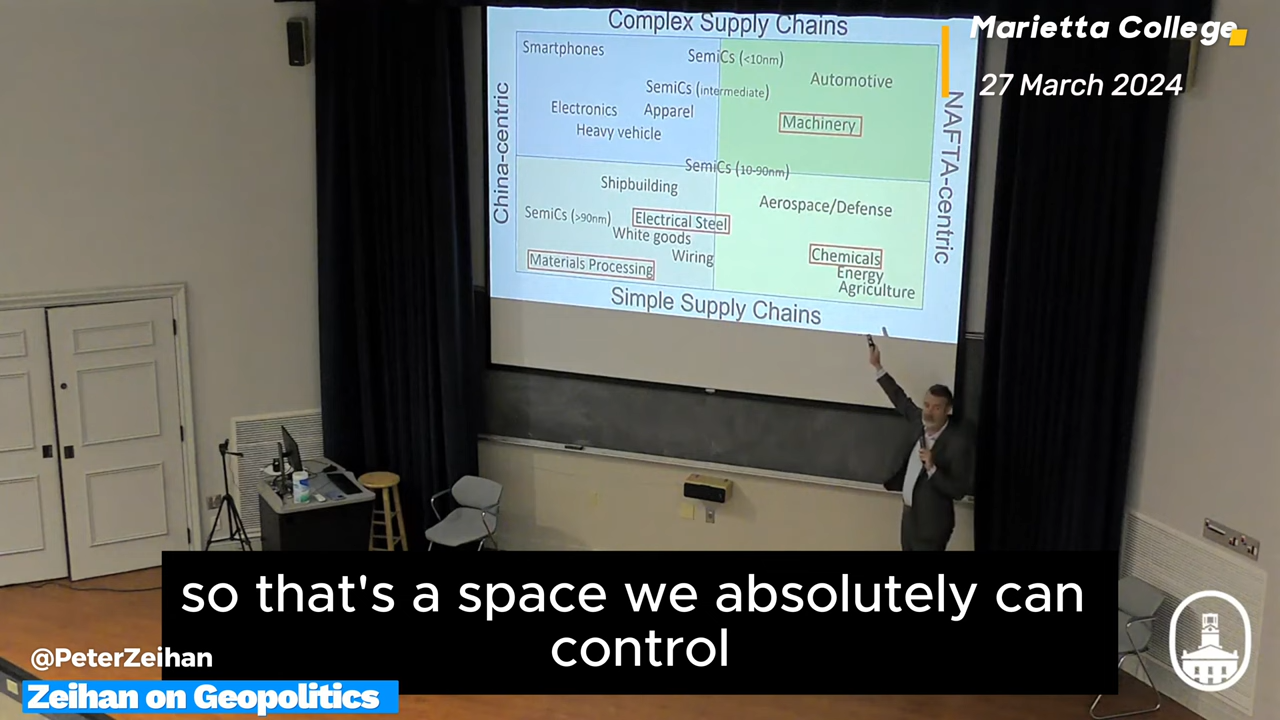 Complex Supply Chains
Marietta College
27 March 2024
Smartphones
SemiCs (<10nm)
Automotive
SemiCs (intermediate)
Electronics
Apparel
Machinery
Heavy vehicle
China-centric
NAFTA-centric
SemiCs (10-90nm)
Shipbuilding
Aerospace/Defense
SemiCs (>90nm)
Electrical Steel
White goods
Wiring
Chemicals
Materials Processing
Energy
Agriculture
Simple Supply Chains
so that's a space we absolutely can
control
@PeterZeihan
Zeihan on Geopolitics